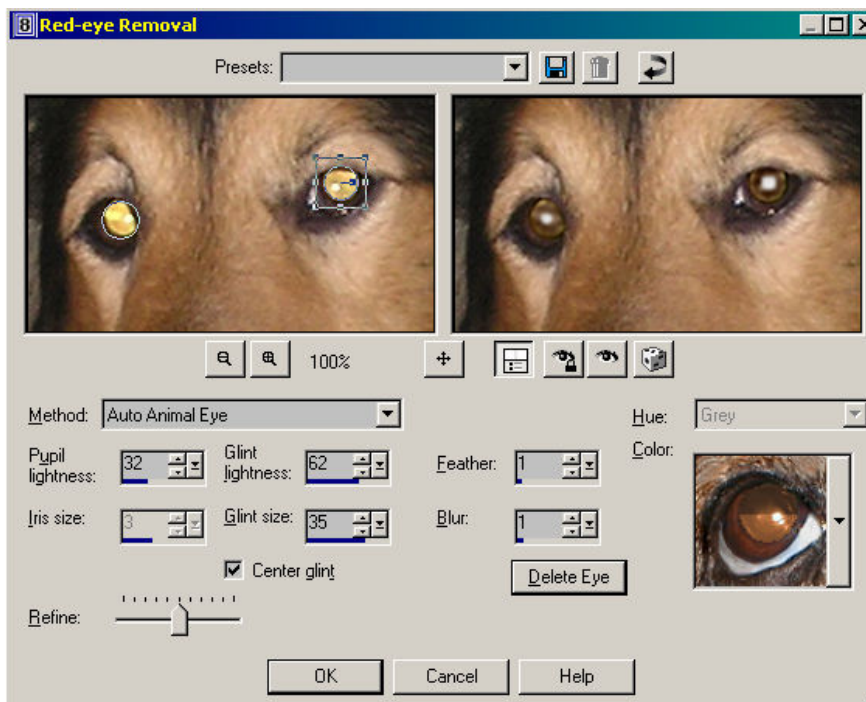 8 Red-eye Removal
Presets:
100%
Method: Auto Animal Eye
Hue: Grey
Pupil lightness: 32
Glint lightness: 62
Feather: 1
Color:
Iris size: 3
Glint size: 35
Blur: 1
Center glint
Delete Eye
Refine:
OK Cancel Help